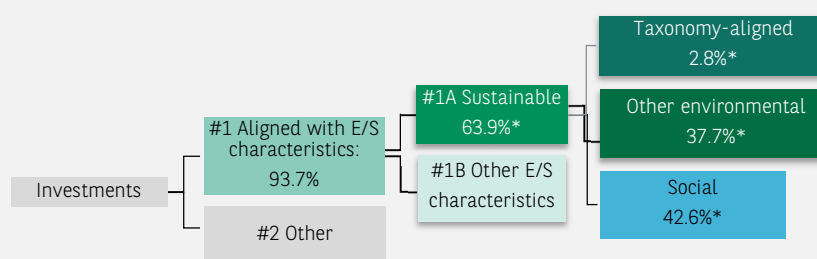 Investments
#1 Aligned with E/S
characteristics:
93.7%
#2 Other
#1A Sustainable
63.9%*
#1B Other E/S
characteristics
Taxonomy-aligned
2.8%*
Other environmental
37.7%*
Social
42.6%*